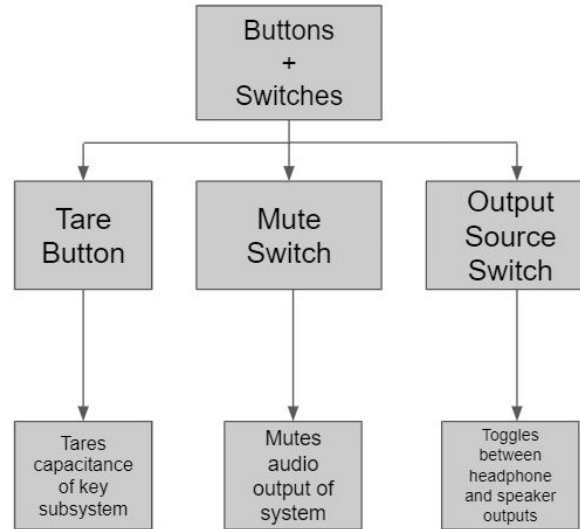 Buttons
+
Switches
Tare
Button
Mute
Switch
Output
Source
Switch
Tares
capacitance
of key
subsystem
Mutes
audio
output of
system
Toggles
between
headphone
and speaker
outputs